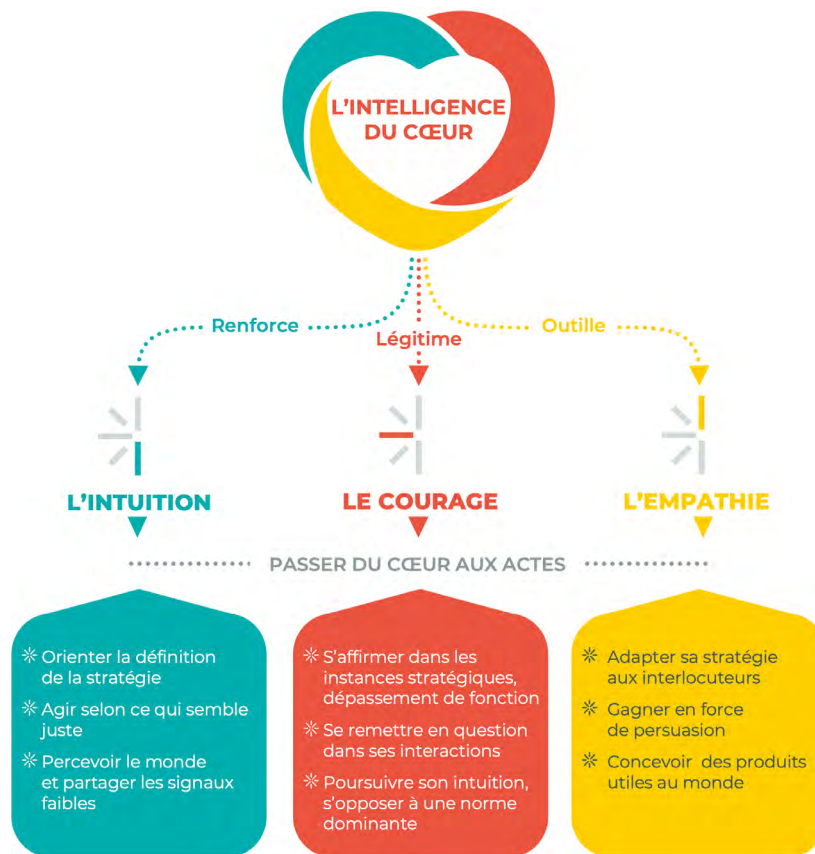 L'INTELLIGENCE
DU CŒUR
Renforce
Légitime
Outille
L'INTUITION
LE COURAGE
L'EMPATHIE
PASSER DU CŒUR AUX ACTES
Orienter la définition
de la stratégie
Agir selon ce qui semble
juste
Percevoir le monde
et partager les signaux
faibles
S'affirmer dans les
instances stratégiques,
dépassement de fonction
Se remettre en question
dans ses interactions
Poursuivre son intuition,
s'opposer à une norme
dominante
Adapter sa stratégie
aux interlocuteurs
Gagner en force
de persuasion
Concevoir des produits
utiles au monde